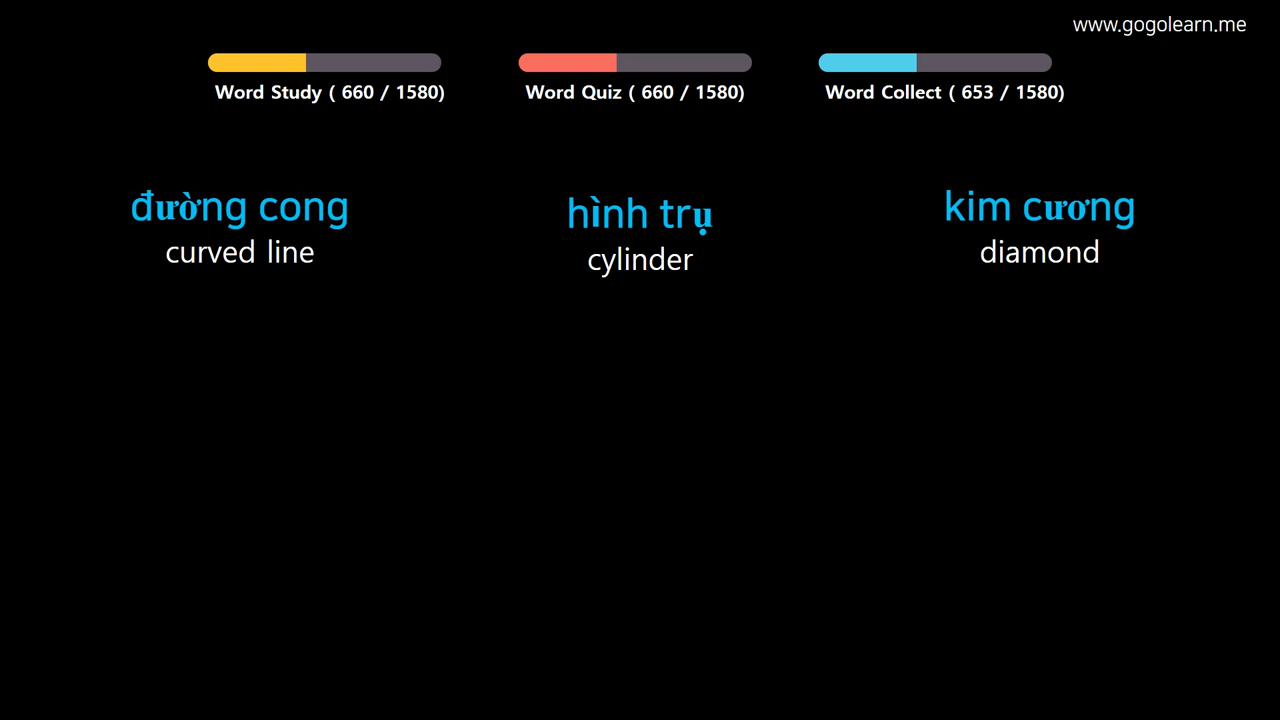 www.gogolearn.me
Word Study ( 660 / 1580)
Word Quiz ( 660 / 1580)
Word Collect ( 653 / 1580)
đường cong
curved line
hình trụ
cylinder
kim cương
diamond